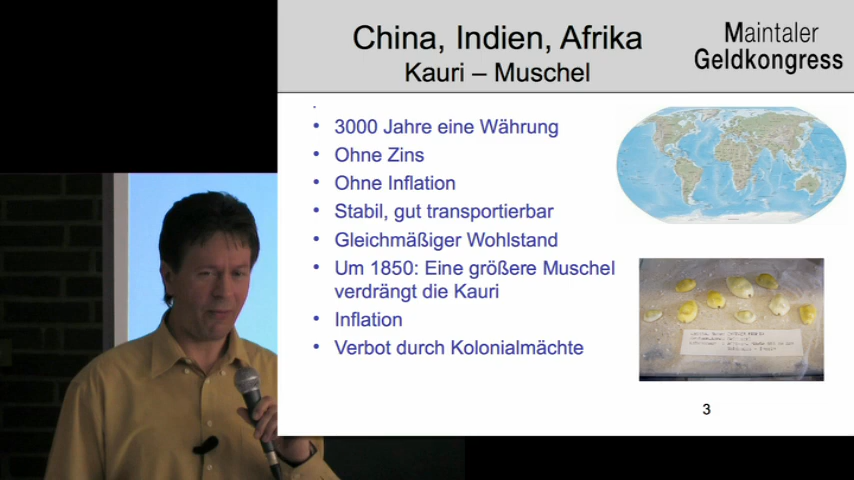 China, Indien, Afrika
Kauri – Muschel
Maintaler
Geldkongress
• 3000 Jahre eine Währung
• Ohne Zins
• Ohne Inflation
• Stabil, gut transportierbar
• Gleichmäßiger Wohlstand
• Um 1850: Eine größere Muschel
verdrängt die Kauri
• Inflation
• Verbot durch Kolonialmächte
3